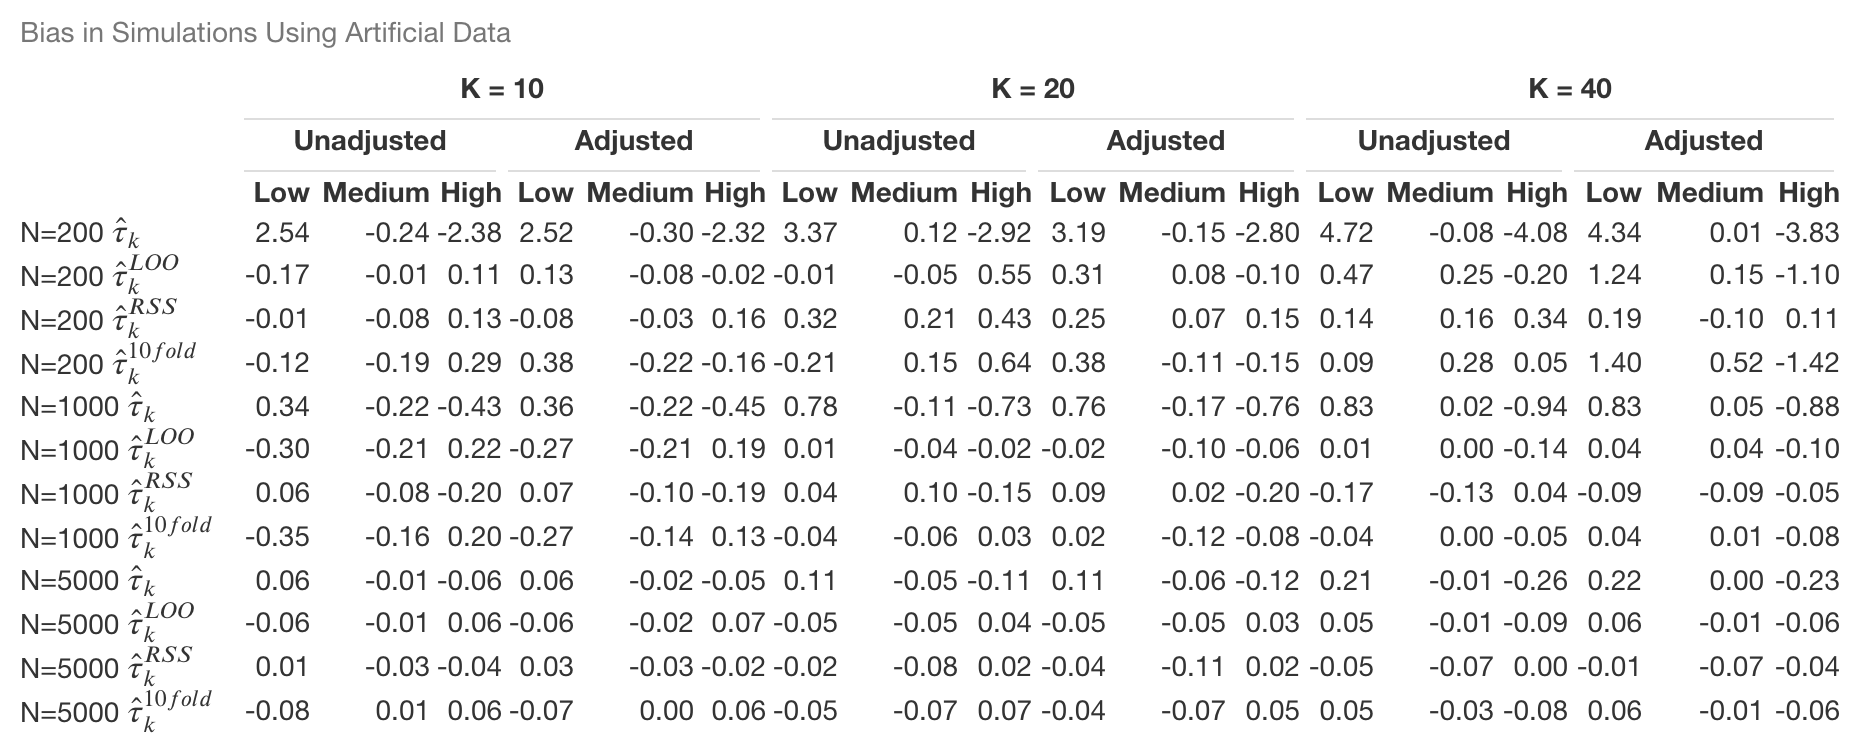 Bias in Simulations Using Artificial Data
K = 10 K = 20 K = 40
Unadjusted Adjusted Unadjusted Adjusted Unadjusted Adjusted
Low Medium High Low Medium High Low Medium High Low Medium High Low Medium High Low Medium High
N=200 τ̂_k 2.54 -0.24 -2.38 2.52 -0.30 -2.32 3.37 0.12 -2.92 3.19 -0.15 -2.80 4.72 -0.08 -4.08 4.34 0.01 -3.83
N=200 τ̂_k^LOO -0.17 -0.01 0.11 0.13 -0.08 -0.02 -0.01 -0.05 0.55 0.31 0.08 -0.10 0.47 0.25 -0.20 1.24 0.15 -1.10
N=200 τ̂_k^RSS -0.01 -0.08 0.13 -0.08 -0.03 0.16 0.32 0.21 0.43 0.25 0.07 0.15 0.14 0.16 0.34 0.19 -0.10 0.11
N=200 τ̂_k^10fold -0.12 -0.19 0.29 0.38 -0.22 -0.16 -0.21 0.15 0.64 0.38 -0.11 -0.15 0.09 0.28 0.05 1.40 0.52 -1.42
N=1000 τ̂_k 0.34 -0.22 -0.43 0.36 -0.22 -0.45 0.78 -0.11 -0.73 0.76 -0.17 -0.76 0.83 0.02 -0.94 0.83 0.05 -0.88
N=1000 τ̂_k^LOO -0.30 -0.21 0.22 -0.27 -0.21 0.19 0.01 -0.04 -0.02 -0.02 -0.10 -0.06 0.01 0.00 -0.14 0.04 0.04 -0.10
N=1000 τ̂_k^RSS 0.06 -0.08 -0.20 0.07 -0.10 -0.19 0.04 0.10 -0.15 0.09 0.02 -0.20 -0.17 -0.13 0.04 -0.09 -0.09 -0.05
N=1000 τ̂_k^10fold -0.35 -0.16 0.20 -0.27 -0.14 0.13 -0.04 -0.06 0.03 0.02 -0.12 -0.08 -0.04 0.00 -0.05 0.04 0.01 -0.08
N=5000 τ̂_k 0.06 -0.01 -0.06 0.06 -0.02 -0.05 0.11 -0.05 -0.11 0.11 -0.06 -0.12 0.21 -0.01 -0.26 0.22 0.00 -0.23
N=5000 τ̂_k^LOO -0.06 -0.01 0.06 -0.06 -0.02 0.07 -0.05 -0.05 0.04 -0.05 -0.05 0.03 0.05 -0.01 -0.09 0.06 -0.01 -0.06
N=5000 τ̂_k^RSS 0.01 -0.03 -0.04 0.03 -0.03 -0.02 -0.02 -0.08 0.02 -0.04 -0.11 0.02 -0.05 -0.07 0.00 -0.01 -0.07 -0.04
N=5000 τ̂_k^10fold -0.08 0.01 0.06 -0.07 0.00 0.06 -0.05 -0.07 0.07 -0.04 -0.07 0.05 0.05 -0.03 -0.08 0.06 -0.01 -0.06